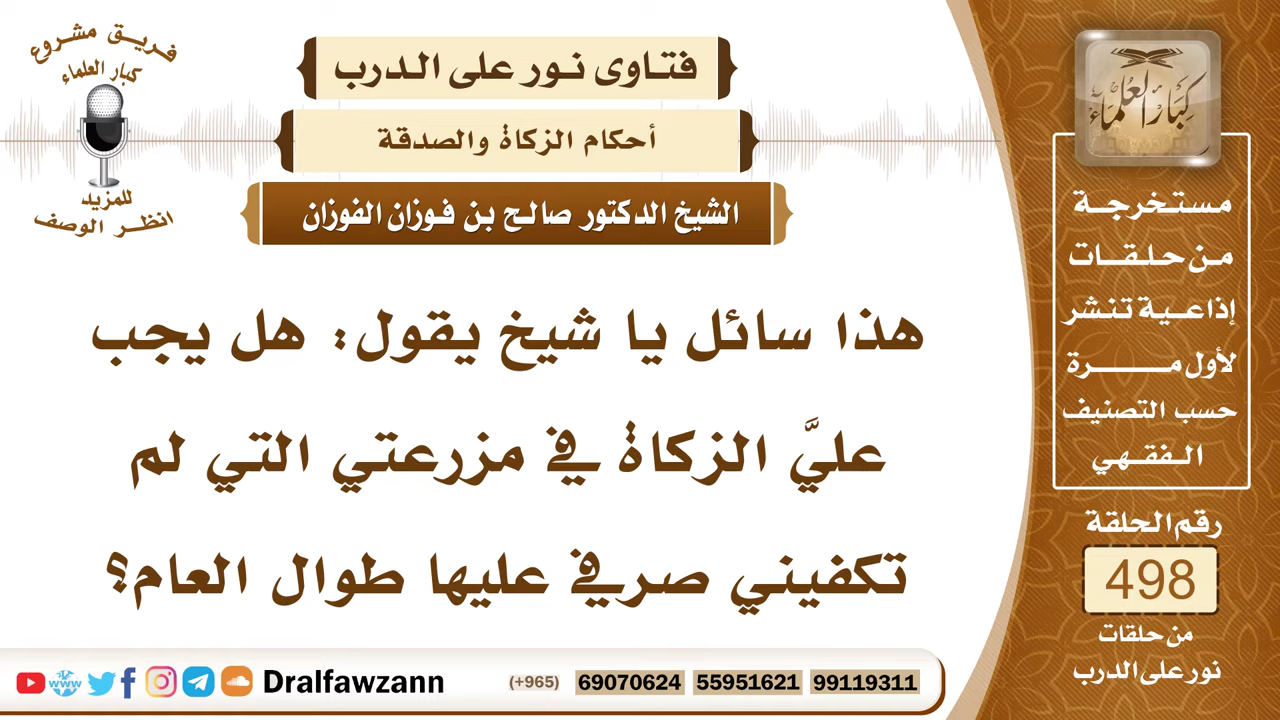 فريق مشروع
كبار العلماء
للمزيد
انظر الوصف
فتاوى نور على الدرب
أحكام الزكاة والصدقة
الشيخ الدكتور صالح بن فوزان الفوزان
هذا سائل يا شيخ يقول: هل يجب
عليَّ الزكاة في مزرعتي التي لم
تكفيني صرفي عليها طوال العام؟
كبار العلماء
مستخرجة
من حلقات
إذاعية تنشر
لأول مرة
حسب التصنيف
الفقهي
رقم الحلقة
498
من حلقات
نور على الدرب
www
Dralfawzann (+965) 69070624 55951621 99119311